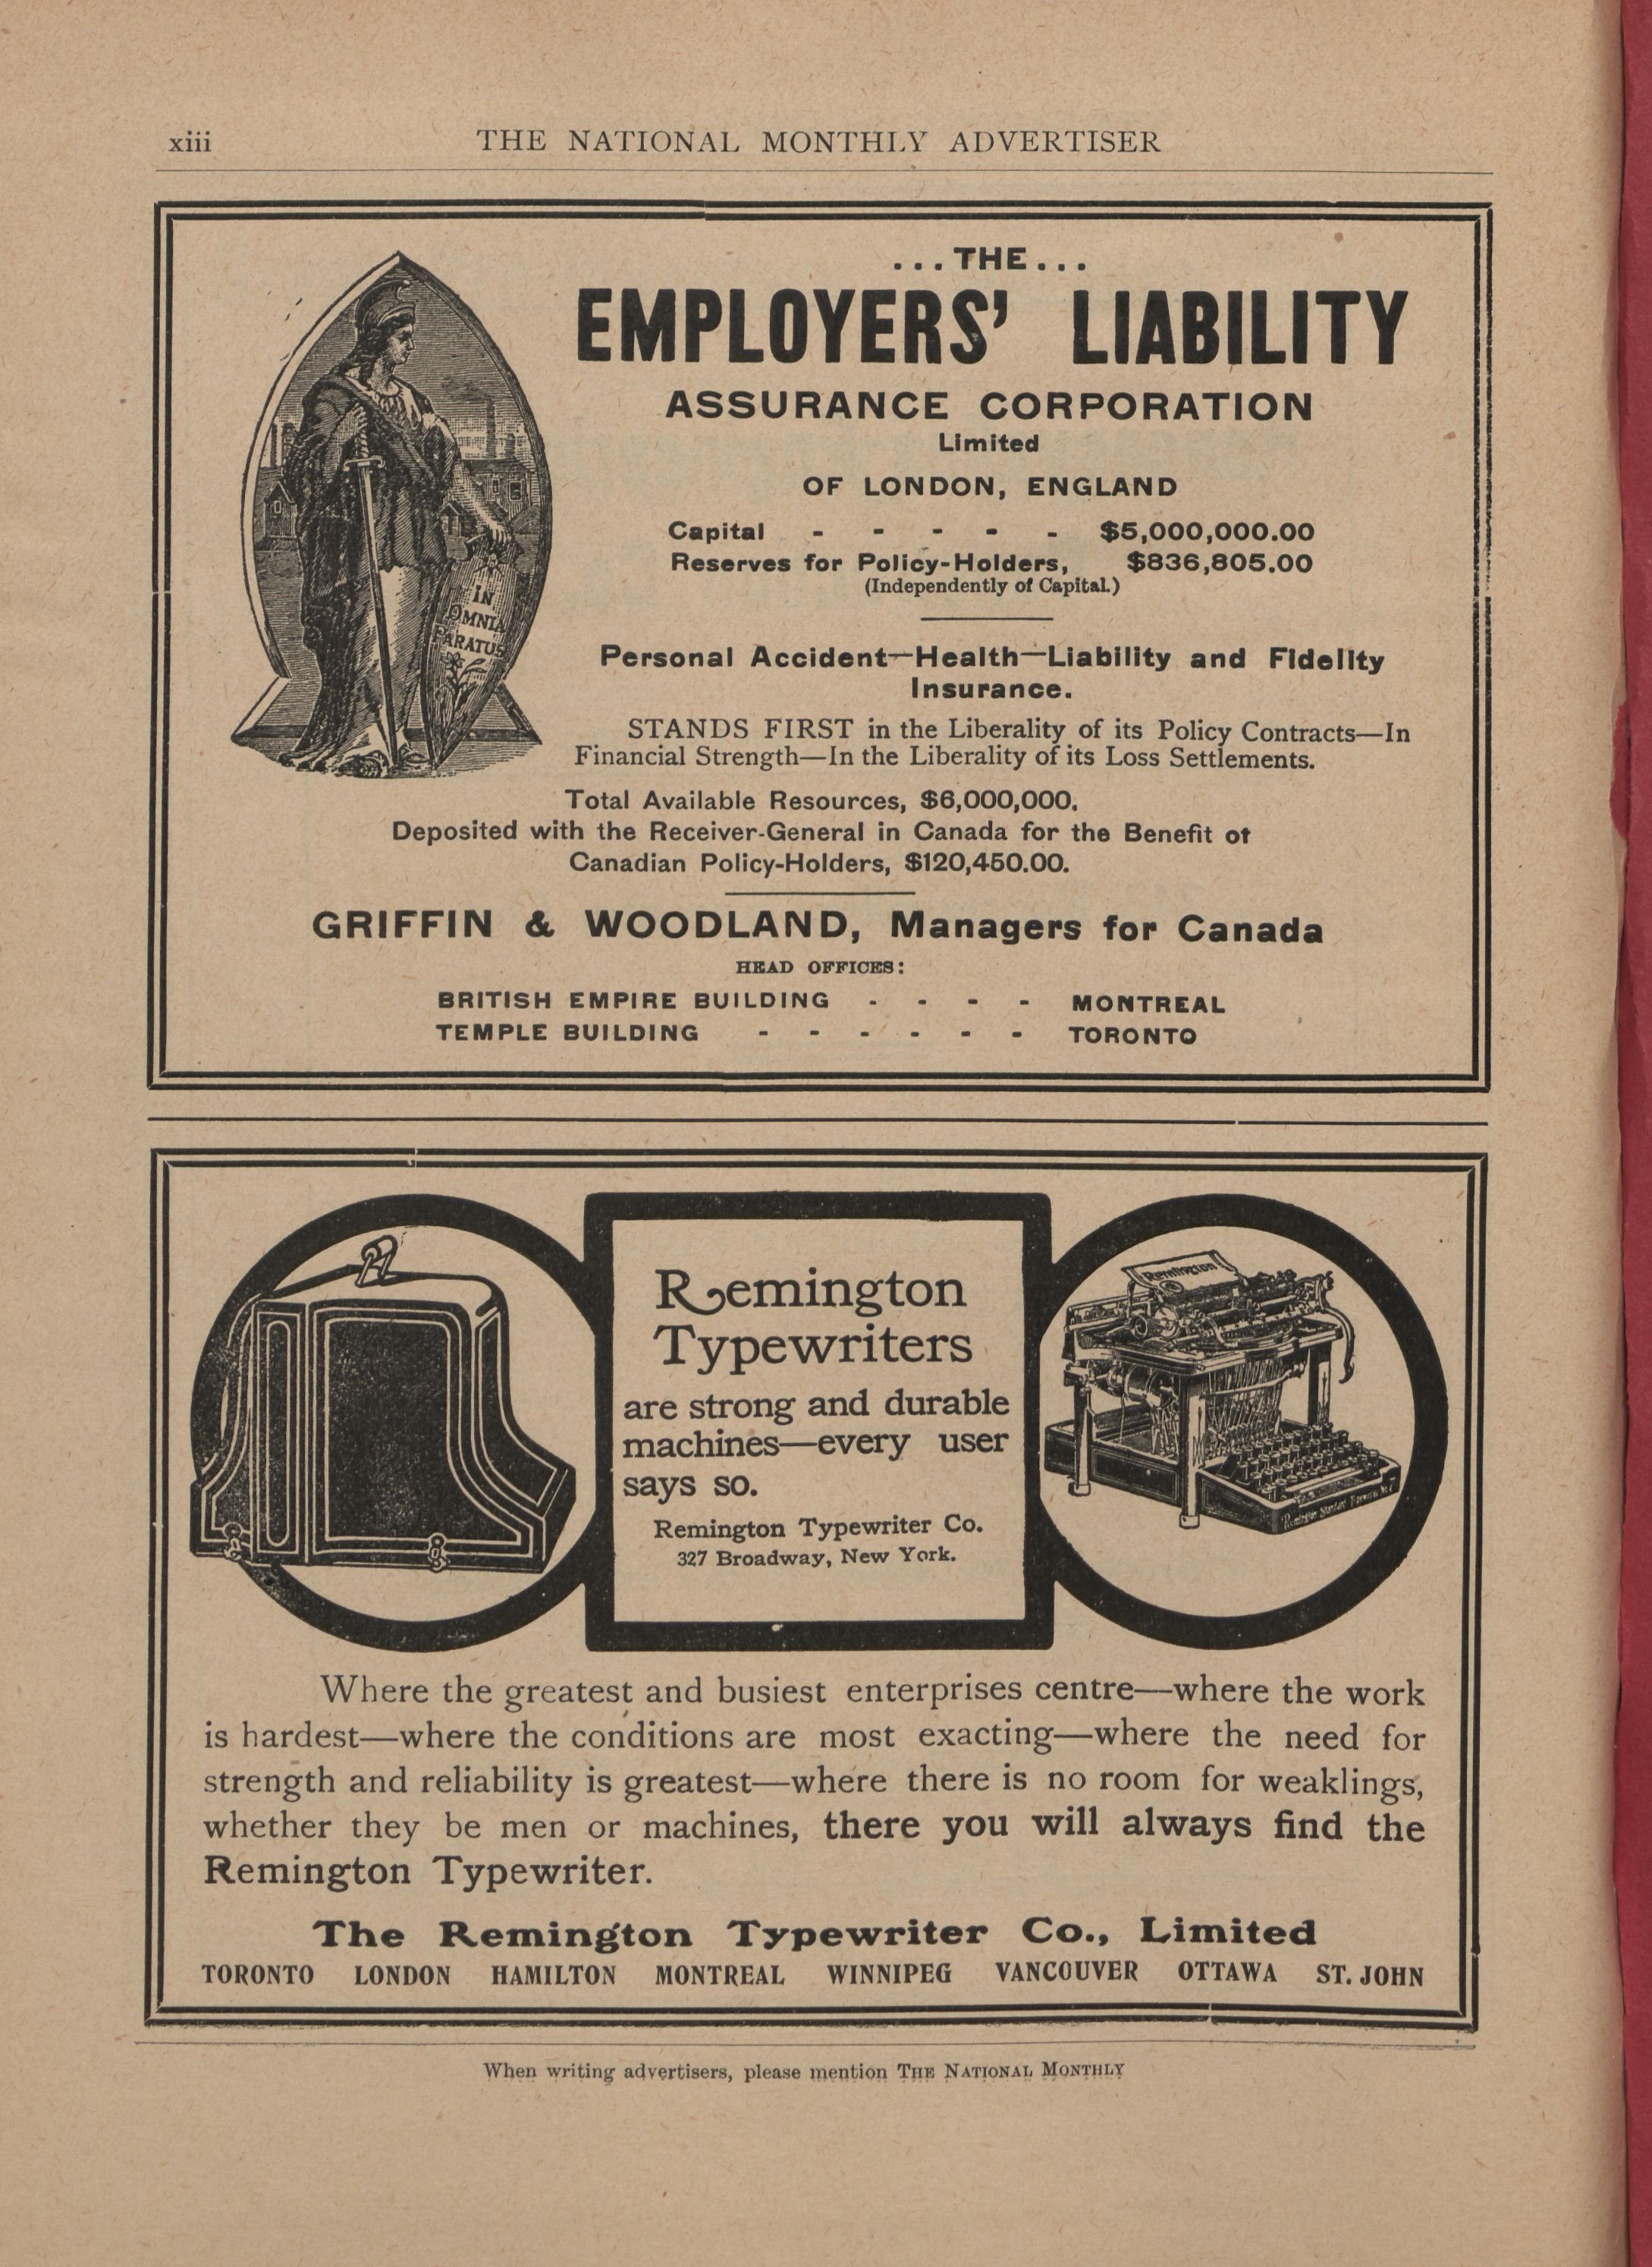 xiii THE NATIONAL MONTHLY ADVERTISER
...THE...
EMPLOYERS' LIABILITY
ASSURANCE CORPORATION
Limited
OF LONDON, ENGLAND
Capital - - - - - $5,000,000.00
Reserves for Policy-Holders, $836,805.00
(Independently of Capital.)
IN
OMNIA
PARATUS
Personal Accident—Health—Liability and Fidelity
Insurance.
STANDS FIRST in the Liberality of its Policy Contracts—In
Financial Strength—In the Liberality of its Loss Settlements.
Total Available Resources, $6,000,000.
Deposited with the Receiver-General in Canada for the Benefit of
Canadian Policy-Holders, $120,450.00.
GRIFFIN & WOODLAND, Managers for Canada
HEAD OFFICES:
BRITISH EMPIRE BUILDING - - - - MONTREAL
TEMPLE BUILDING - - - - - - TORONTO
Remington
Typewriters
are strong and durable
machines—every user
says so.
Remington Typewriter Co.
327 Broadway, New York.
Remington
Where the greatest and busiest enterprises centre—where the work
is hardest—where the conditions are most exacting—where the need for
strength and reliability is greatest—where there is no room for weaklings,
whether they be men or machines, there you will always find the
Remington Typewriter.
The Remington Typewriter Co., Limited
TORONTO LONDON HAMILTON MONTREAL WINNIPEG VANCOUVER OTTAWA ST. JOHN
When writing advertisers, please mention THE NATIONAL MONTHLY